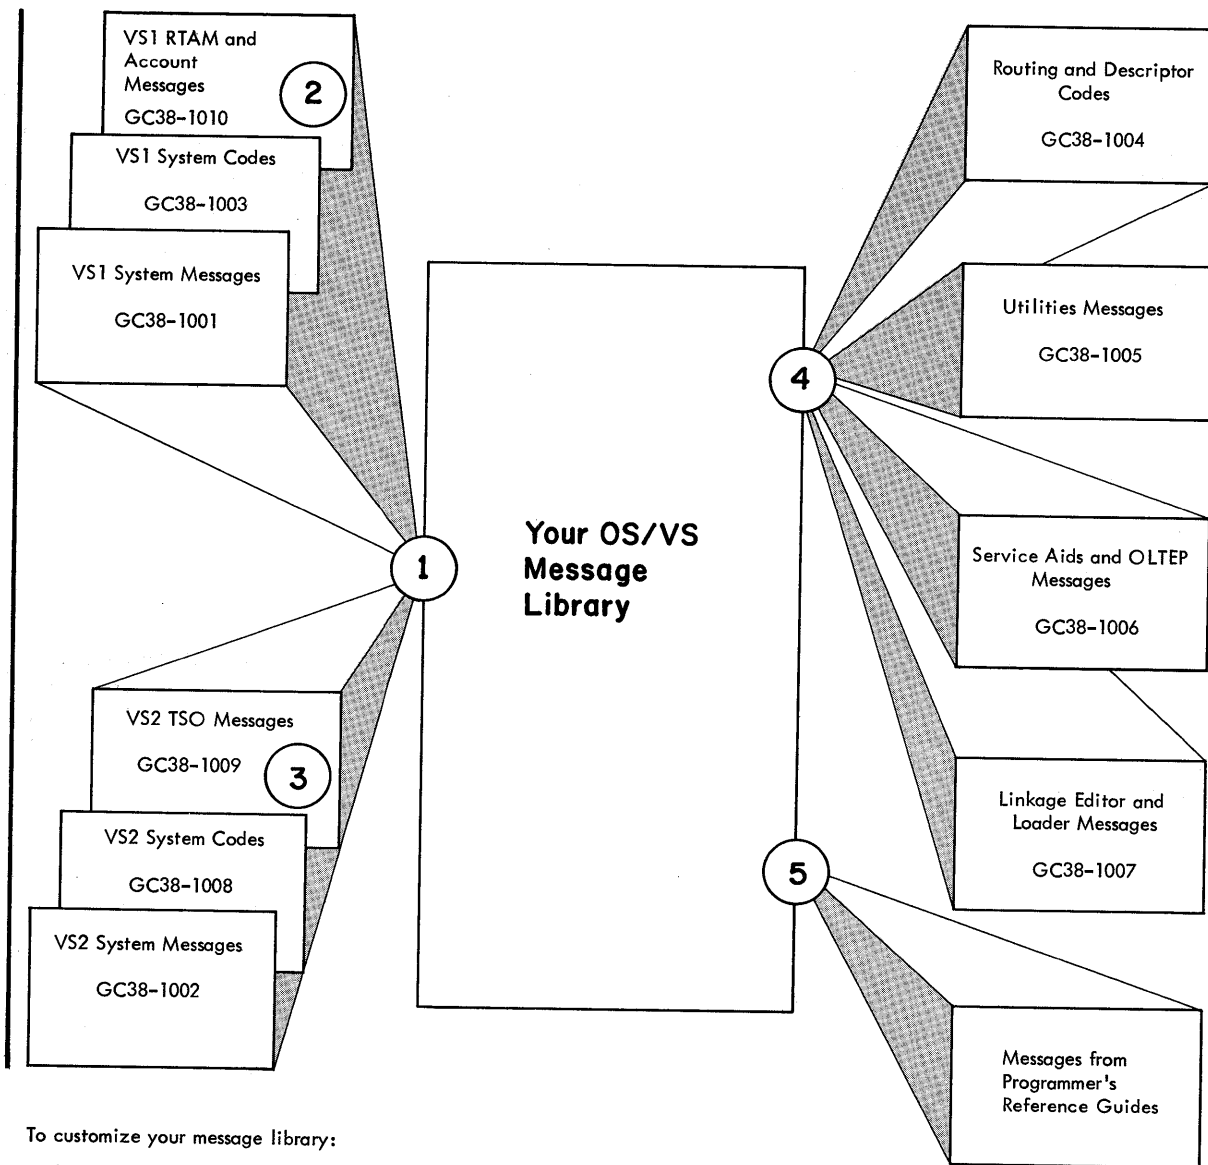 VS1 RTAM and
Account
Messages
GC38-1010
2
VS1 System Codes
GC38-1003
VS1 System Messages
GC38-1001
1
VS2 TSO Messages
GC38-1009
3
VS2 System Codes
GC38-1008
VS2 System Messages
GC38-1002
Your OS/VS
Message
Library
4
5
Routing and Descriptor
Codes
GC38-1004
Utilities Messages
GC38-1005
Service Aids and OLTEP
Messages
GC38-1006
Linkage Editor and
Loader Messages
GC38-1007
Messages from
Programmer's
Reference Guides
To customize your message library: